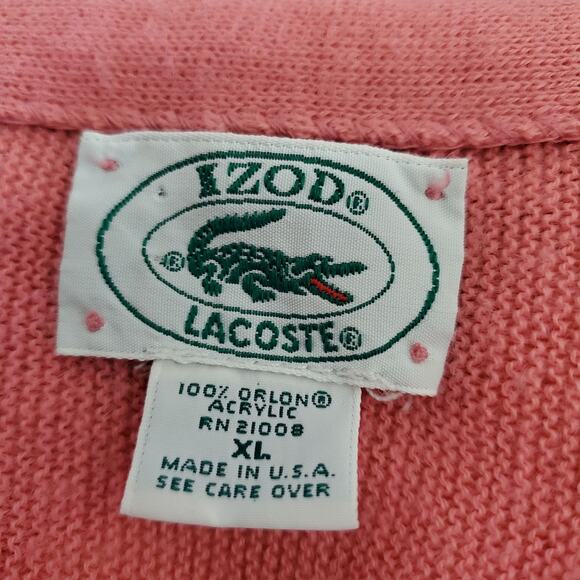 IZOD®
®
LACOSTE®
100% ORLON®
ACRYLIC
RN 21008
XL
MADE IN U.S.A.
SEE CARE OVER